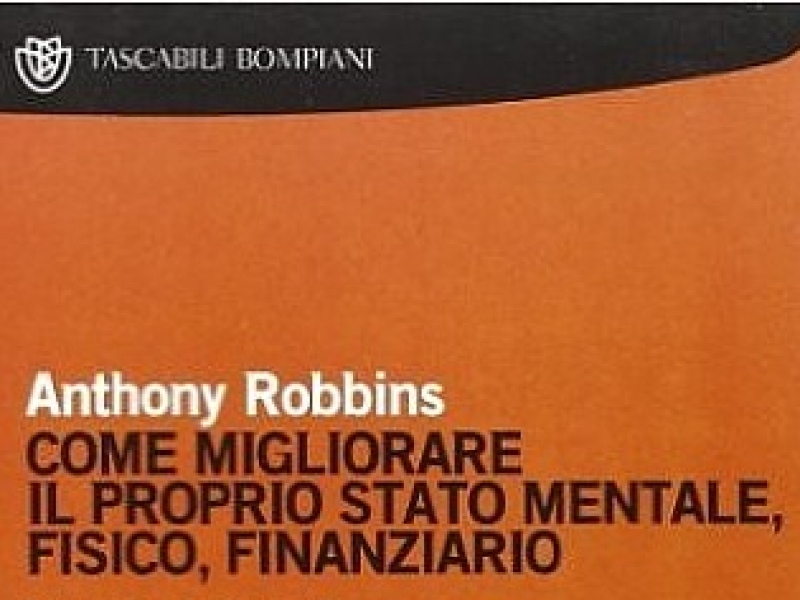 TASCABILI BOMPIANI
Anthony Robbins
COME MIGLIORARE
IL PROPRIO STATO MENTALE,
FISICO, FINANZIARIO